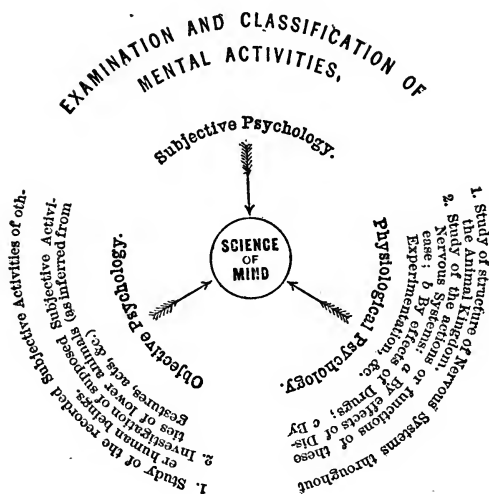 EXAMINATION AND CLASSIFICATION OF
MENTAL ACTIVITIES.
Subjective Psychology.
SCIENCE
OF
MIND
Objective Psychology.
1. Study of the recorded Subjective Activities of oth-
er human beings.
2. Investigation of supposed Subjective Activi-
ties of lower animals (as inferred from
gestures, acts, &c.)
Physiological Psychology.
1. Study of structure of Nervous Systems throughout
the Animal Kingdom.
2. Study of the actions or functions of these
Nervous Systems; a By effects of Dis-
ease; b By effects of Drugs; c By
Experimentation, &c.